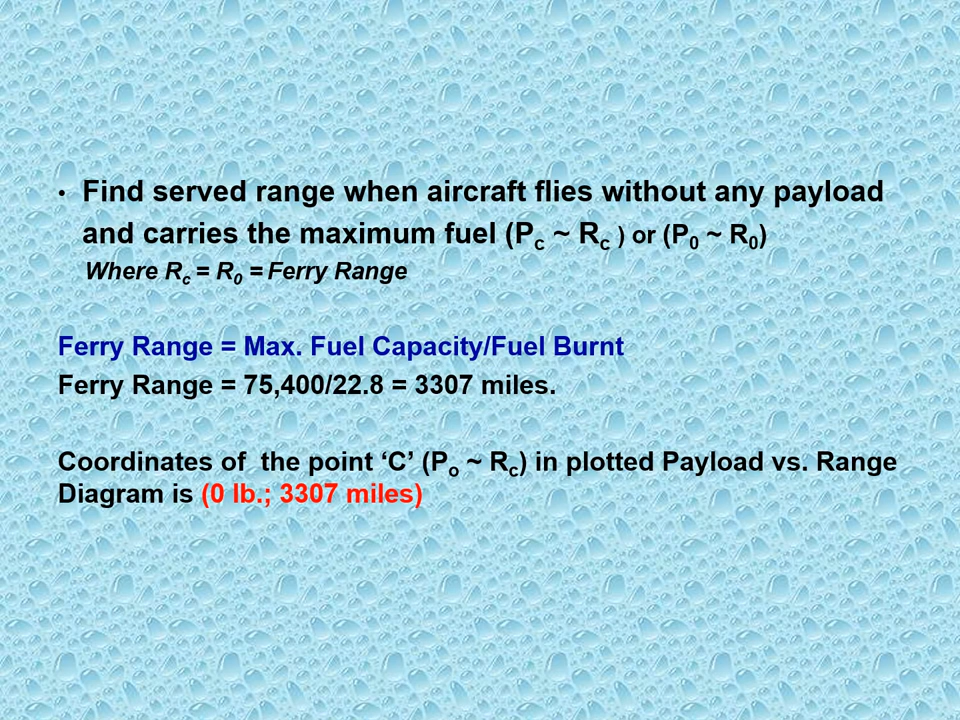 • Find served range when aircraft flies without any payload
and carries the maximum fuel (Pc ~ Rc ) or (P0 ~ R0)
Where Rc = R0 = Ferry Range
Ferry Range = Max. Fuel Capacity/Fuel Burnt
Ferry Range = 75,400/22.8 = 3307 miles.
Coordinates of  the point ‘C’ (Po ~ Rc) in plotted Payload vs. Range
Diagram is (0 lb.; 3307 miles)